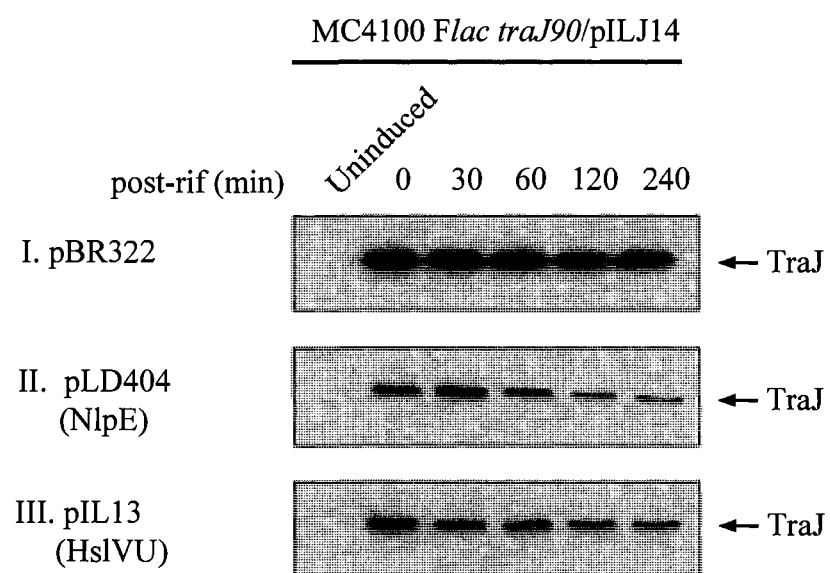 MC4100 Flac traJ90/pILJ14
Uninduced
post-rif (min) 0 30 60 120 240
I. pBR322 TraJ
II. pLD404 TraJ
(NlpE)
III. pIL13 TraJ
(HslVU)